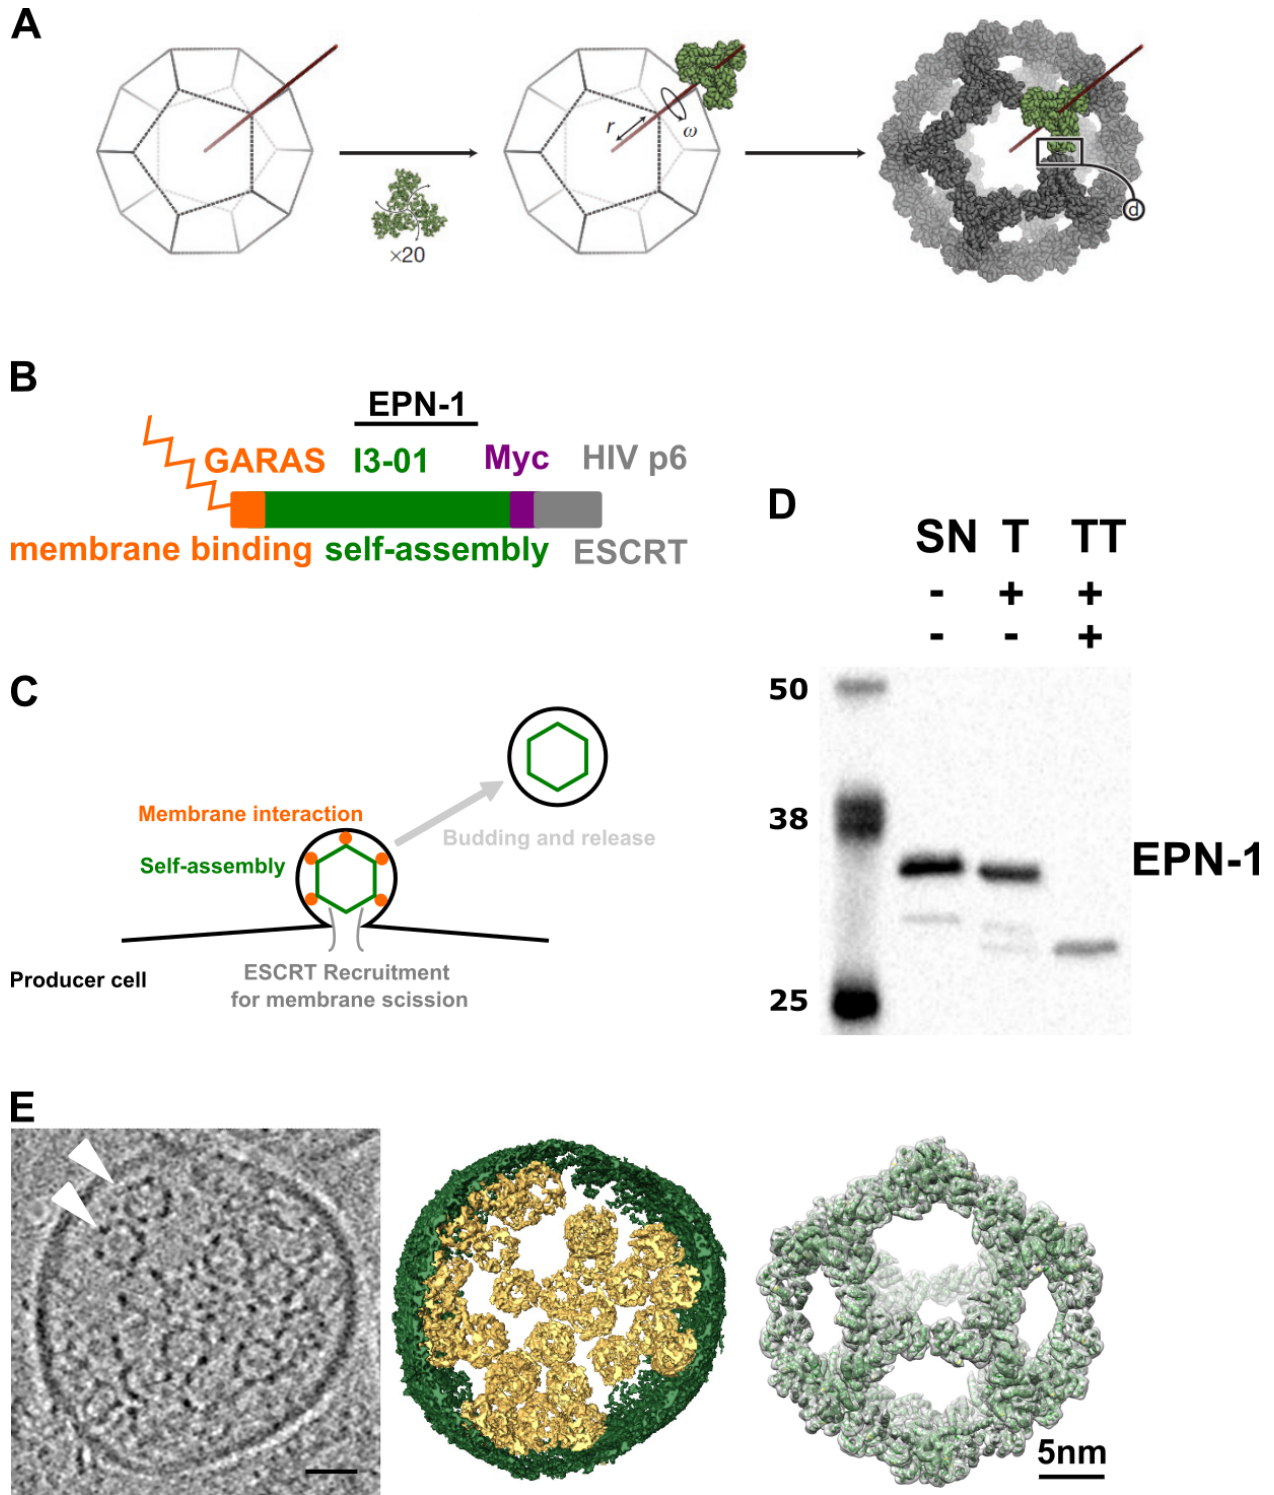 A
r
ω
×20
d
B
EPN-1
GARAS I3-01 Myc HIV p6
membrane binding self-assembly ESCRT
D
SN T TT
- + +
- - +
50
38
25
EPN-1
C
Membrane interaction
Self-assembly
Budding and release
Producer cell
ESCRT Recruitment
for membrane scission
E
5nm